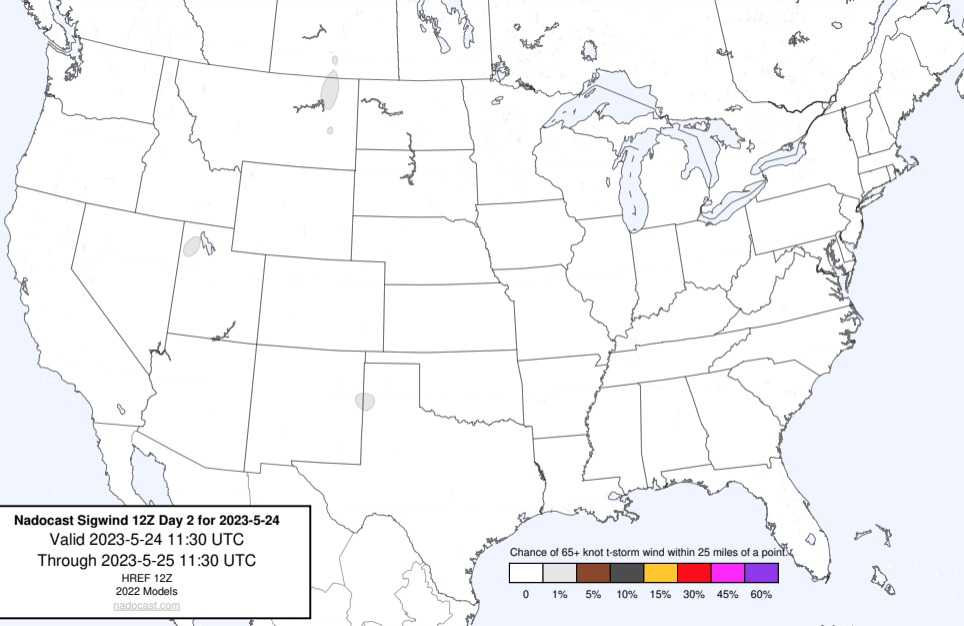 Nadocast Sigwind 12Z Day 2 for 2023-5-24
Valid 2023-5-24 11:30 UTC
Through 2023-5-25 11:30 UTC
HREF 12Z
2022 Models
nadocast.com
Chance of 65+ knot t-storm wind within 25 miles of a point.
0 1% 5% 10% 15% 30% 45% 60%